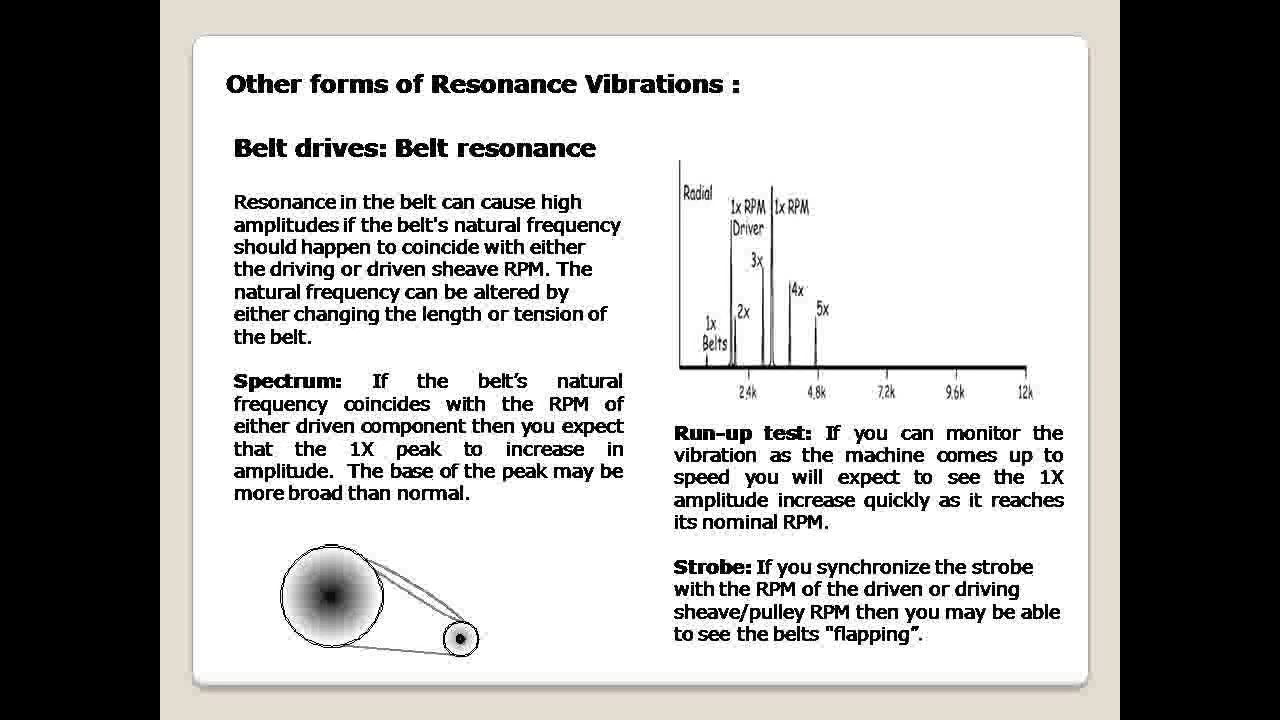 Other forms of Resonance Vibrations :
Belt drives: Belt resonance
Resonance in the belt can cause high
amplitudes if the belt's natural frequency
should happen to coincide with either
the driving or driven sheave RPM. The
natural frequency can be altered by
either changing the length or tension of
the belt.
Spectrum: If the belt’s natural
frequency coincides with the RPM of
either driven component then you expect
that the 1X peak to increase in
amplitude. The base of the peak may be
more broad than normal.
Radial
1x RPM
Driver
1x RPM
3x
4x
2x
5x
1x
Belts
2.4k 4.8k 7.2k 9.6k 12k
Run-up test: If you can monitor the
vibration as the machine comes up to
speed you will expect to see the 1X
amplitude increase quickly as it reaches
its nominal RPM.
Strobe: If you synchronize the strobe
with the RPM of the driven or driving
sheave/pulley RPM then you may be able
to see the belts "flapping”.